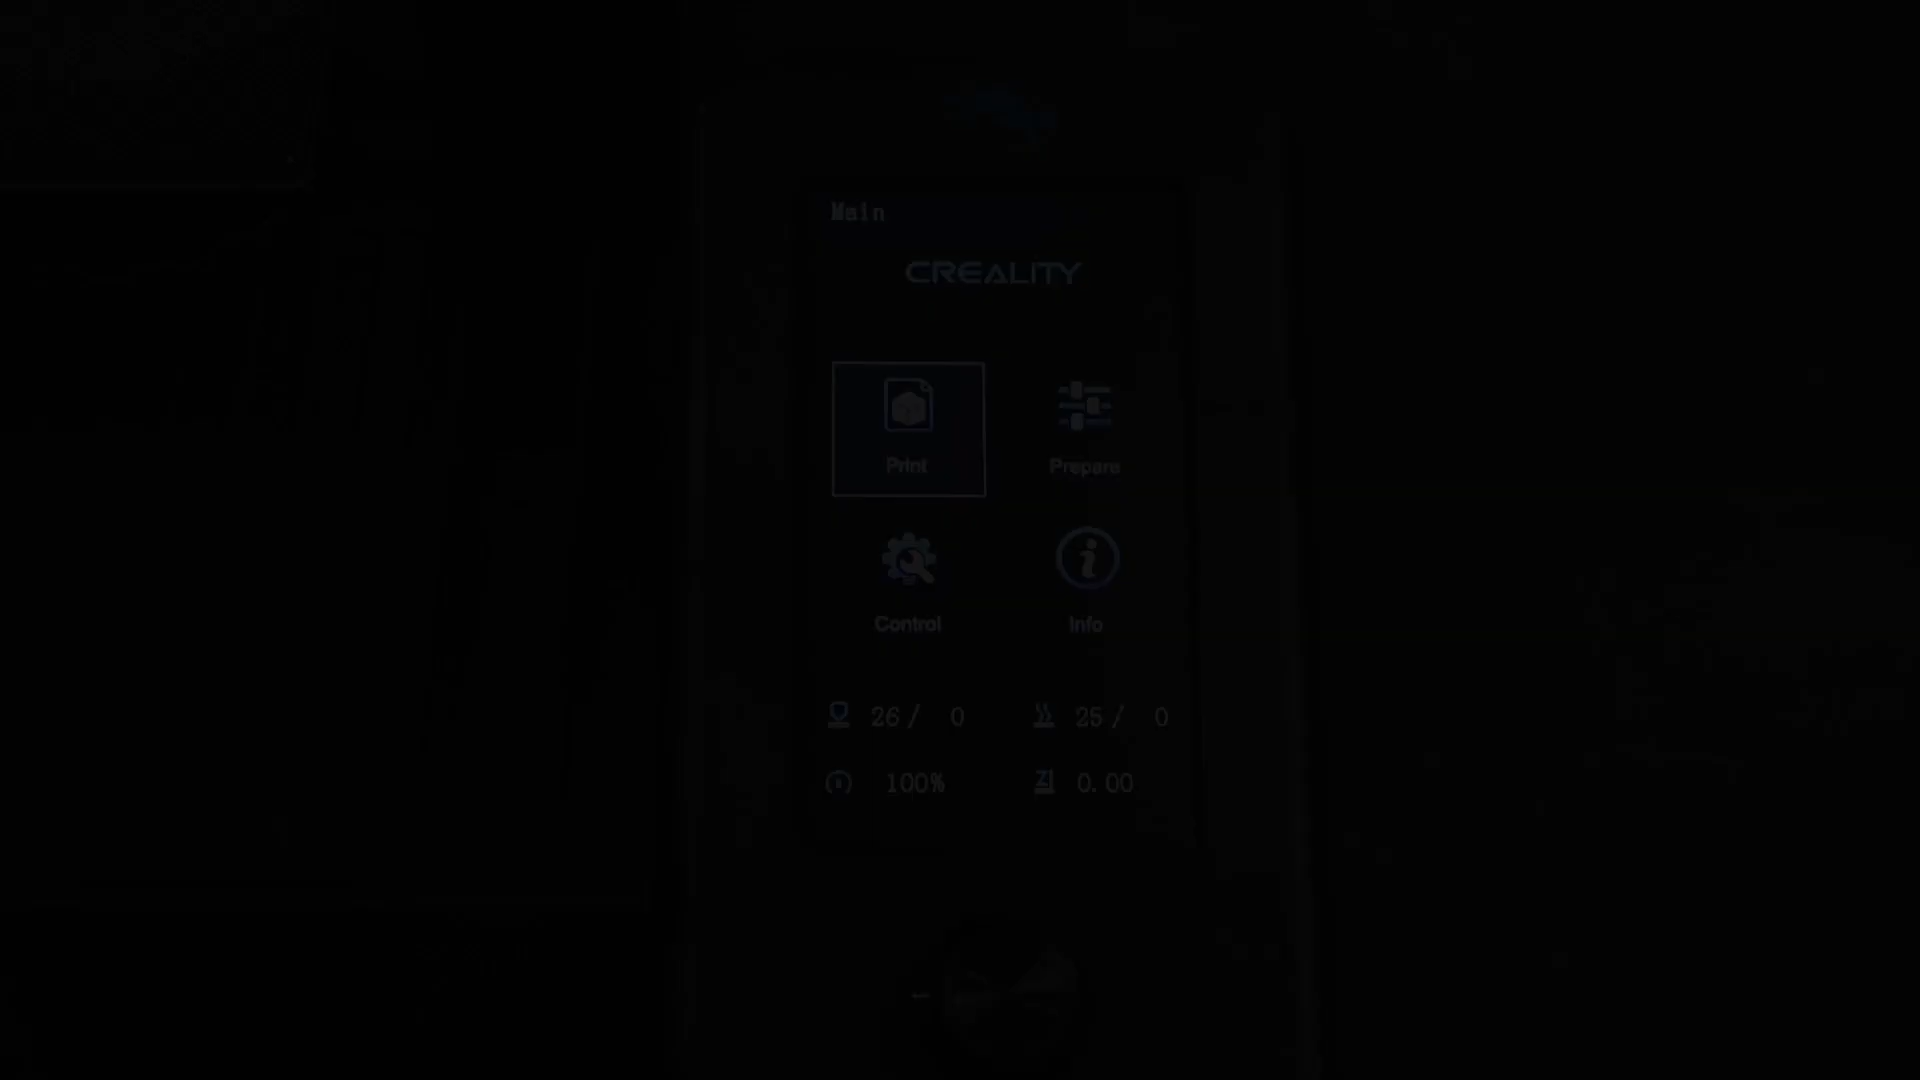 Main
CREALITY
Print Prepare
Control Info
26 / 0 25 / 0
100% 0.00